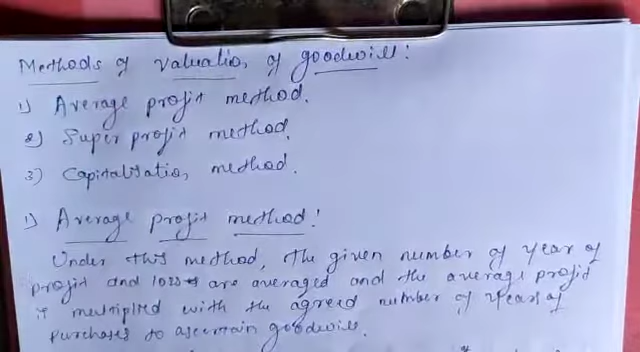 Methods of valuation of goodwill:
1) Average profit method.
2) Super profit method.
3) Capitalisation method.
1) Average profit method:
Under this method, the given number of year of
profit and loss are averaged and the average profit
is multiplied with the agreed number of years of
purchases to ascertain goodwill.